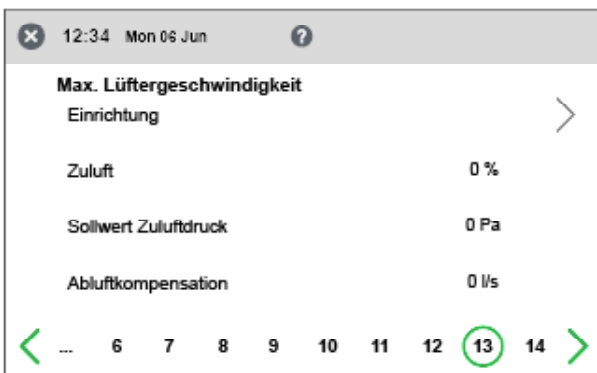 12:34 Mon 06 Jun ?
Max. Lüftergeschwindigkeit
Einrichtung
Zuluft 0 %
Sollwert Zuluftdruck 0 Pa
Abluftkompensation 0 l/s
... 6 7 8 9 10 11 12 13 14